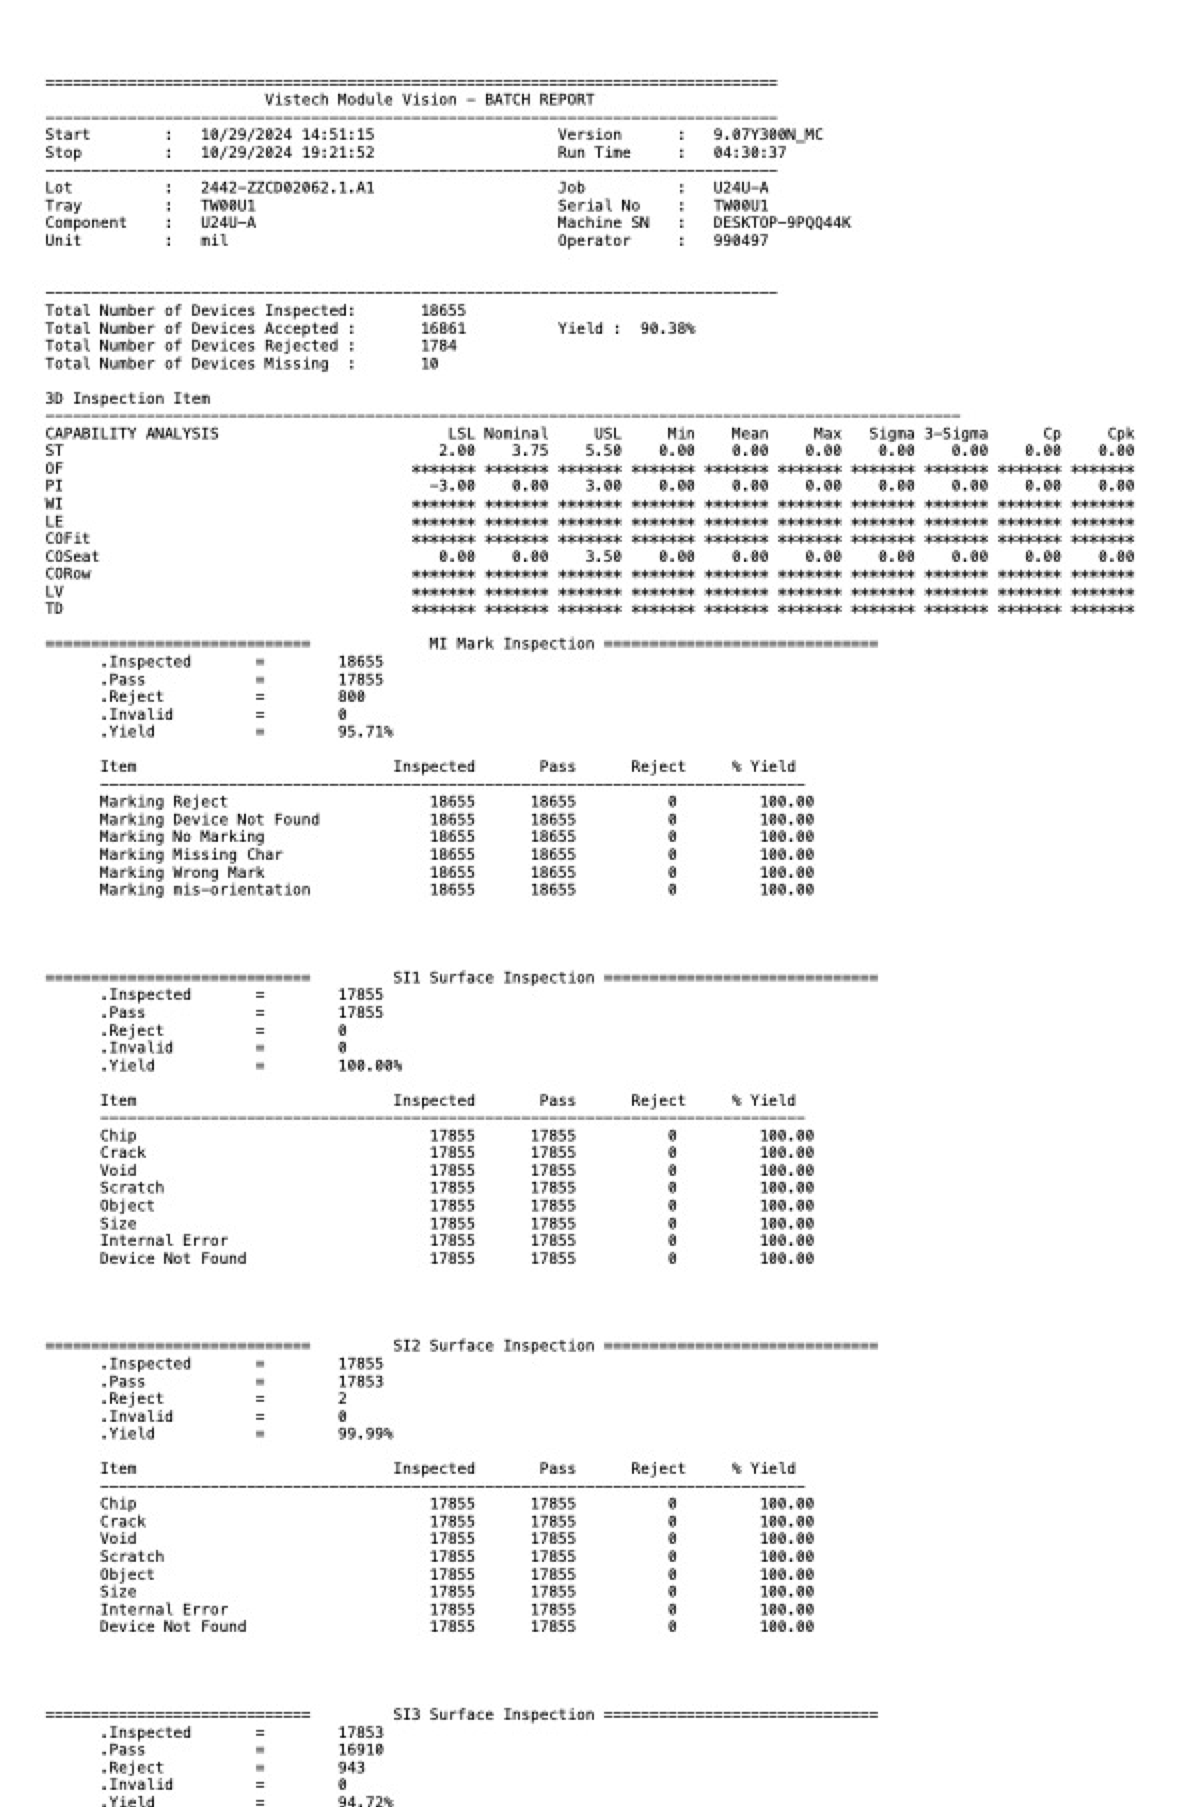 Vistech Module Vision - BATCH REPORT
Start : 10/29/2024 14:51:15 Version : 9.07Y300N_MC
Stop : 10/29/2024 19:21:52 Run Time : 04:30:37
Lot : 2442-ZZCD02062.1.A1 Job : U24U-A
Tray : TW00U1 Serial No : TW00U1
Component : U24U-A Machine SN : DESKTOP-9PQQ44K
Unit : mil Operator : 990497
Total Number of Devices Inspected: 18655
Total Number of Devices Accepted : 16861 Yield : 90.38%
Total Number of Devices Rejected : 1784
Total Number of Devices Missing : 10
3D Inspection Item
CAPABILITY ANALYSIS LSL Nominal USL Min Mean Max Sigma 3-Sigma Cp Cpk
ST 2.00 3.75 5.50 0.00 0.00 0.00 0.00 0.00 0.00 0.00
OF ******* ******* ******* ******* ******* ******* ******* ******* ******* *******
PI -3.00 0.00 3.00 0.00 0.00 0.00 0.00 0.00 0.00 0.00
WI ******* ******* ******* ******* ******* ******* ******* ******* ******* *******
LE ******* ******* ******* ******* ******* ******* ******* ******* ******* *******
COFit ******* ******* ******* ******* ******* ******* ******* ******* ******* *******
COSeat 0.00 0.00 3.50 0.00 0.00 0.00 0.00 0.00 0.00 0.00
CORow ******* ******* ******* ******* ******* ******* ******* ******* ******* *******
LV ******* ******* ******* ******* ******* ******* ******* ******* ******* *******
TD ******* ******* ******* ******* ******* ******* ******* ******* ******* *******
============================= MI Mark Inspection ==============================
.Inspected = 18655
.Pass = 17855
.Reject = 800
.Invalid = 0
.Yield = 95.71%
Item Inspected Pass Reject % Yield
Marking Reject 18655 18655 0 100.00
Marking Device Not Found 18655 18655 0 100.00
Marking No Marking 18655 18655 0 100.00
Marking Missing Char 18655 18655 0 100.00
Marking Wrong Mark 18655 18655 0 100.00
Marking mis-orientation 18655 18655 0 100.00
============================= SI1 Surface Inspection ==============================
.Inspected = 17855
.Pass = 17855
.Reject = 0
.Invalid = 0
.Yield = 100.00%
Item Inspected Pass Reject % Yield
Chip 17855 17855 0 100.00
Crack 17855 17855 0 100.00
Void 17855 17855 0 100.00
Scratch 17855 17855 0 100.00
Object 17855 17855 0 100.00
Size 17855 17855 0 100.00
Internal Error 17855 17855 0 100.00
Device Not Found 17855 17855 0 100.00
============================= SI2 Surface Inspection ==============================
.Inspected = 17855
.Pass = 17853
.Reject = 2
.Invalid = 0
.Yield = 99.99%
Item Inspected Pass Reject % Yield
Chip 17855 17855 0 100.00
Crack 17855 17855 0 100.00
Void 17855 17855 0 100.00
Scratch 17855 17855 0 100.00
Object 17855 17855 0 100.00
Size 17855 17855 0 100.00
Internal Error 17855 17855 0 100.00
Device Not Found 17855 17855 0 100.00
============================= SI3 Surface Inspection ==============================
.Inspected = 17853
.Pass = 16910
.Reject = 943
.Invalid = 0
.Yield = 94.72%